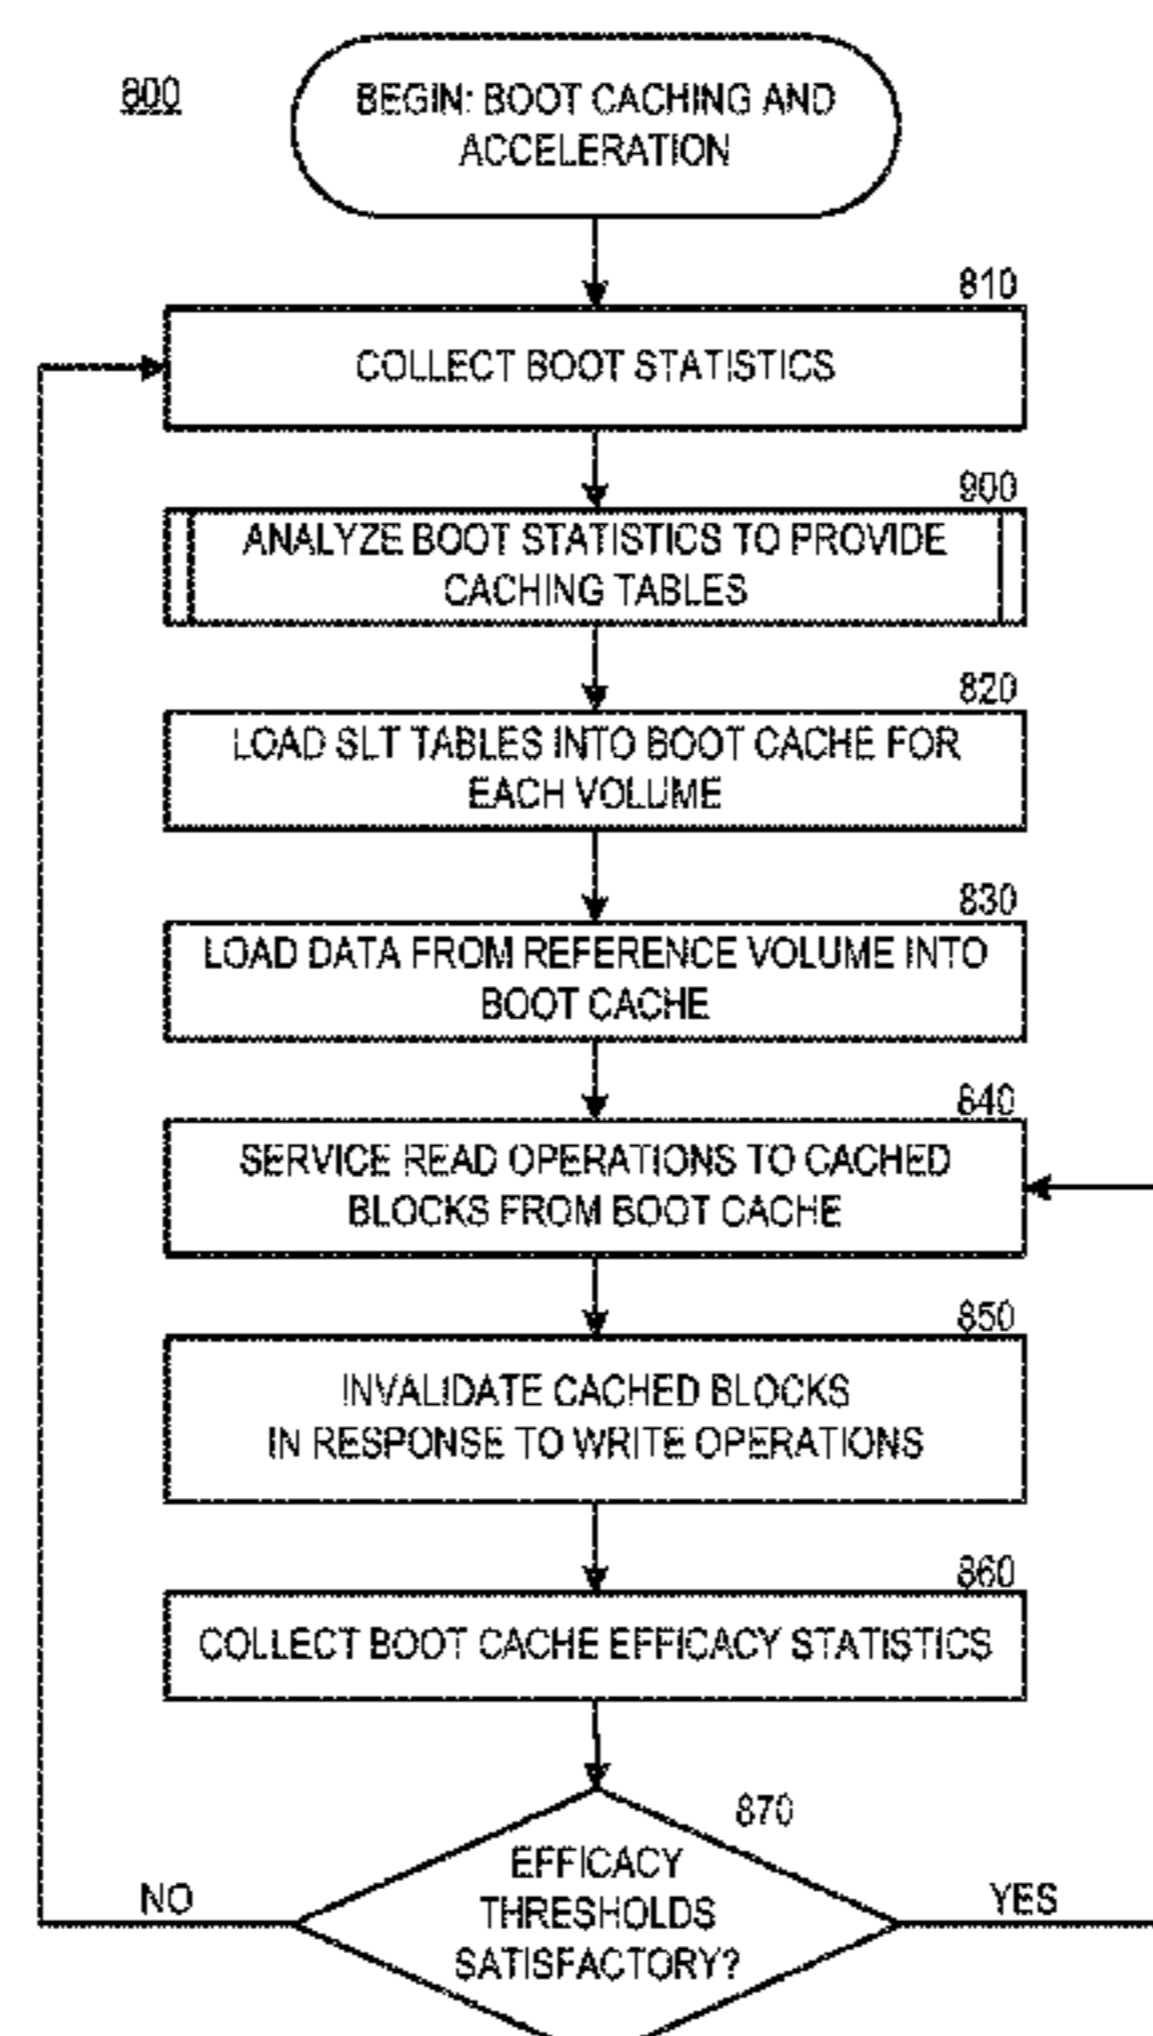 800
BEGIN: BOOT CACHING AND
ACCELERATION
810
COLLECT BOOT STATISTICS
900
ANALYZE BOOT STATISTICS TO PROVIDE
CACHING TABLES
820
LOAD SLT TABLES INTO BOOT CACHE FOR
EACH VOLUME
830
LOAD DATA FROM REFERENCE VOLUME INTO
BOOT CACHE
840
SERVICE READ OPERATIONS TO CACHED
BLOCKS FROM BOOT CACHE
850
INVALIDATE CACHED BLOCKS
IN RESPONSE TO WRITE OPERATIONS
860
COLLECT BOOT CACHE EFFICACY STATISTICS
870
EFFICACY
THRESHOLDS
SATISFACTORY?
NO
YES